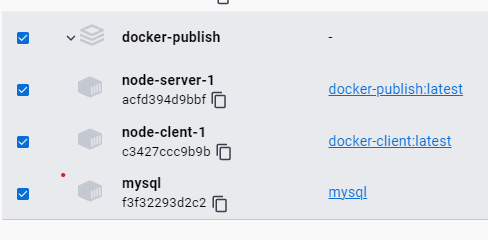 docker-publish -
node-server-1
acfd394d9bbf docker-publish:latest
node-clent-1
c3427ccc9b9b docker-client:latest
mysql
f3f32293d2c2 mysql